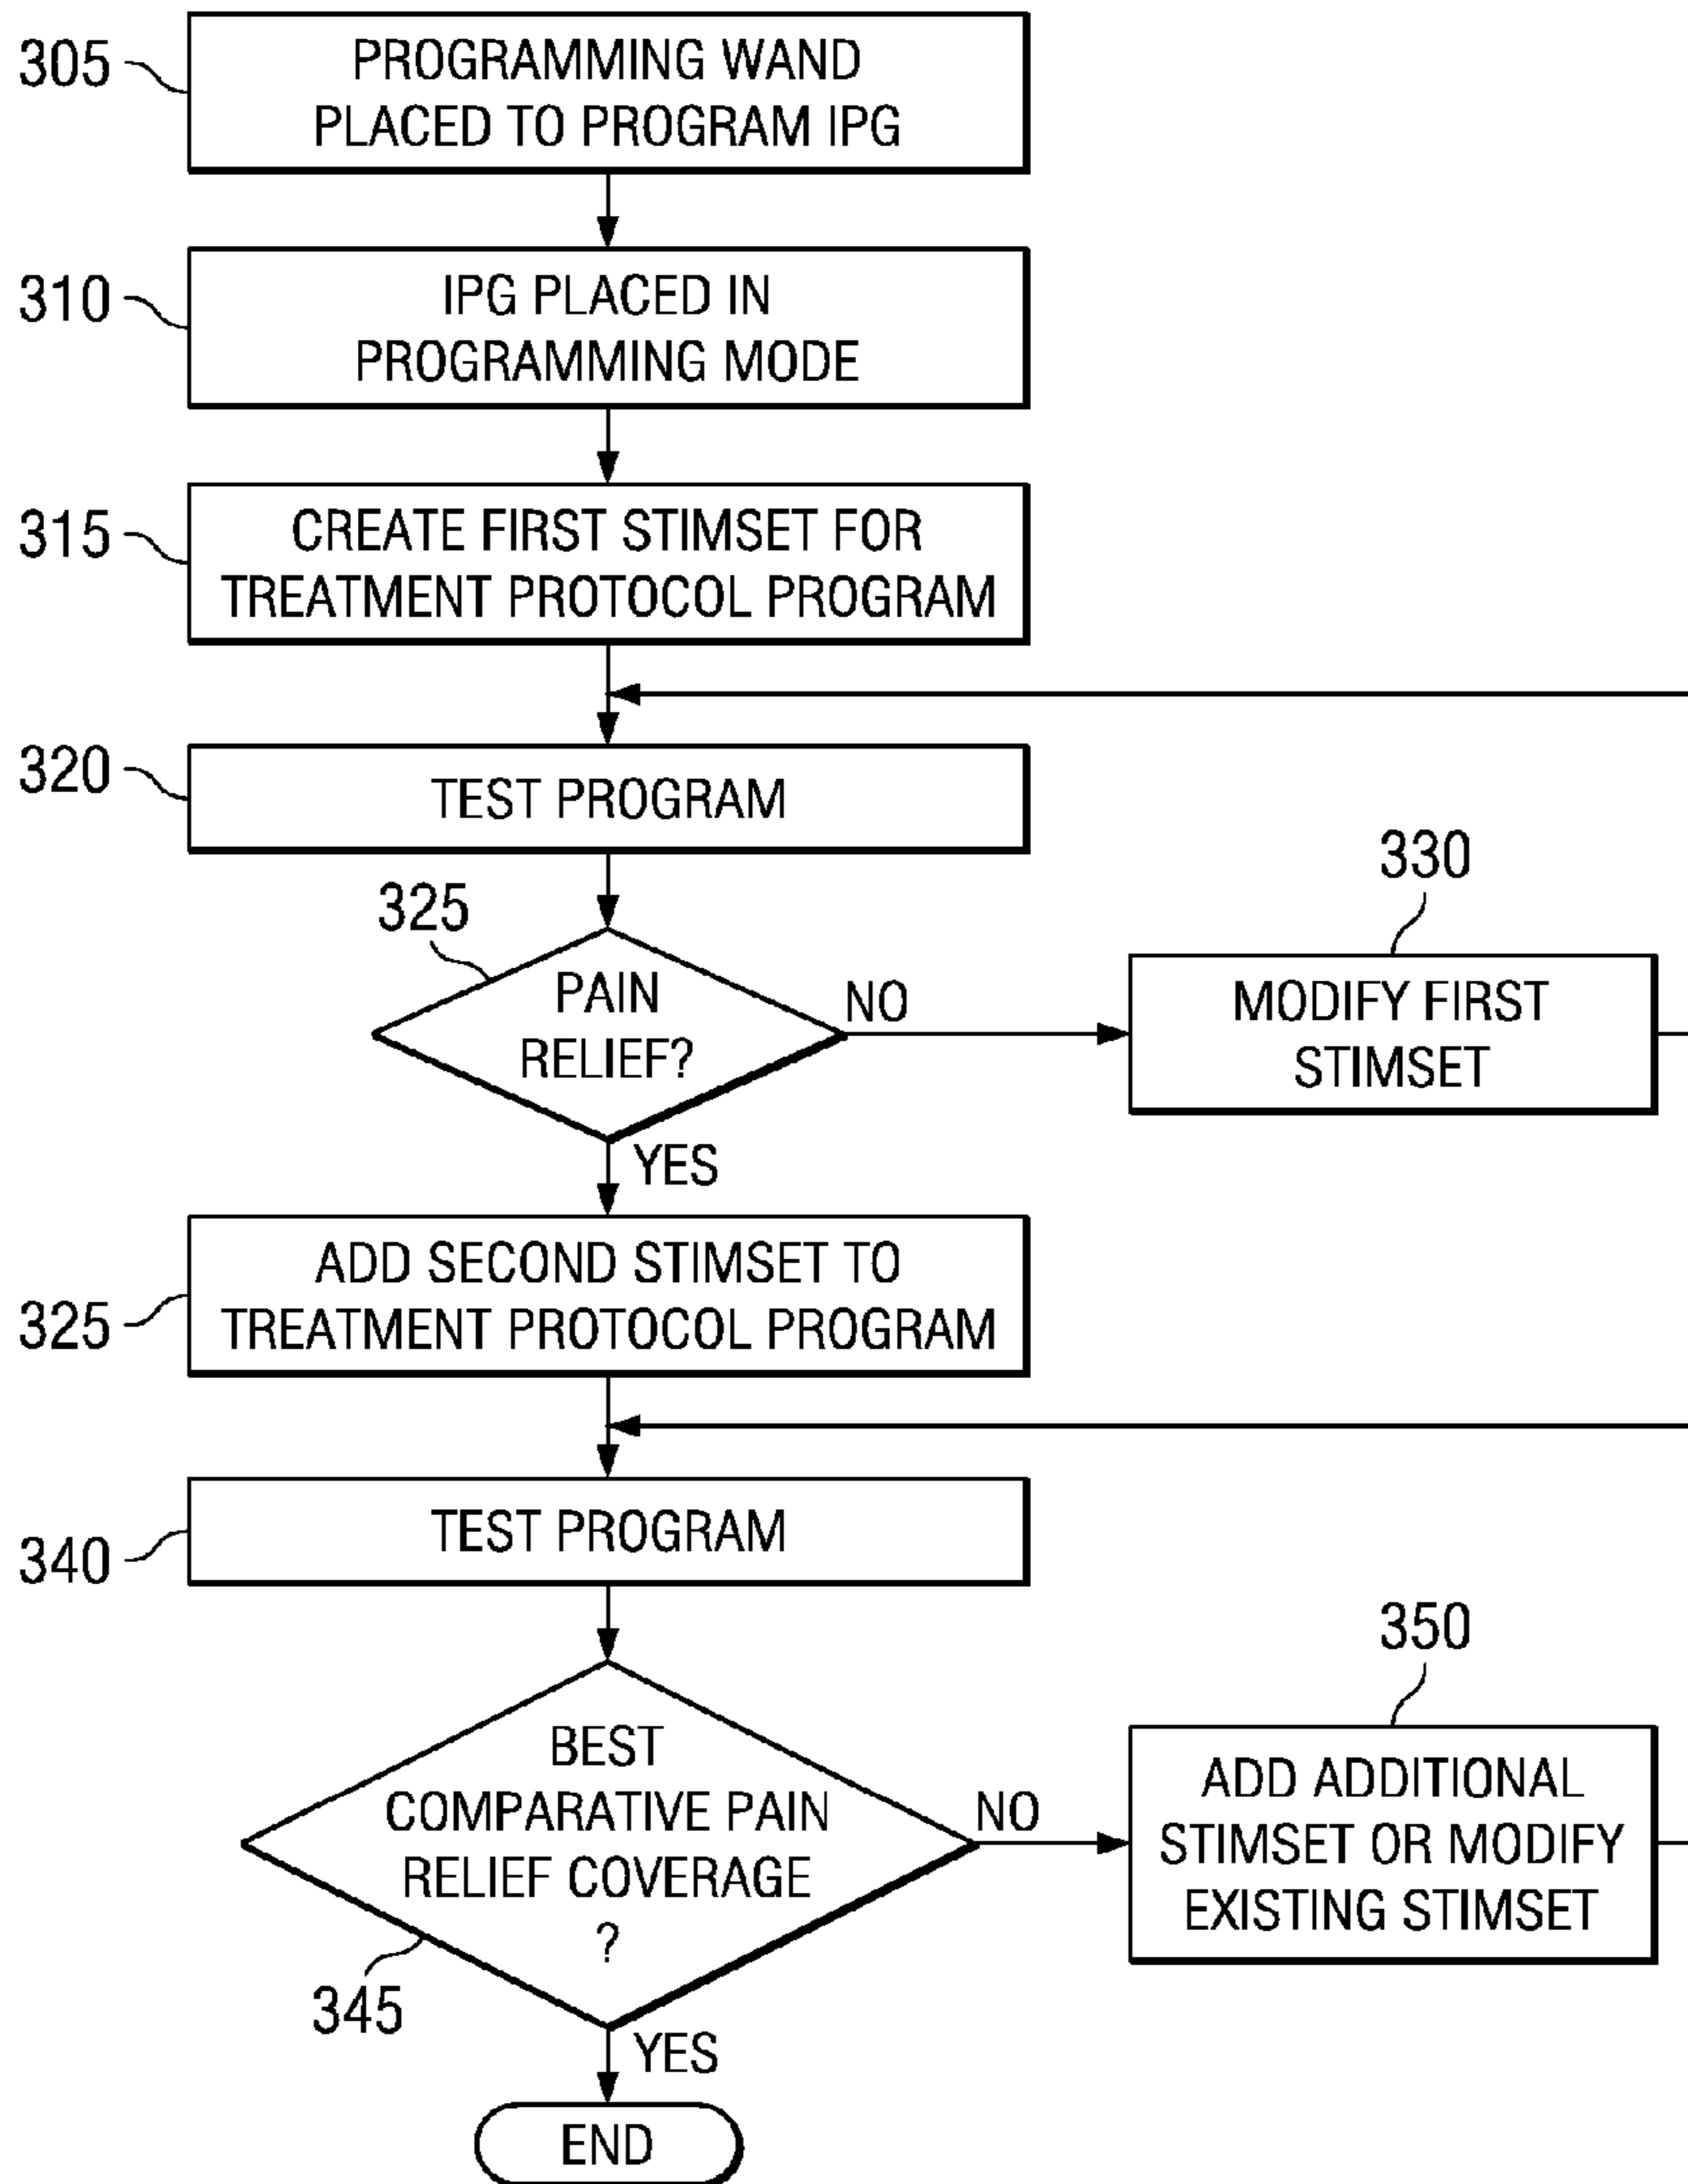 305
PROGRAMMING WAND
PLACED TO PROGRAM IPG
310
IPG PLACED IN
PROGRAMMING MODE
315
CREATE FIRST STIMSET FOR
TREATMENT PROTOCOL PROGRAM
320
TEST PROGRAM
325
PAIN
RELIEF?
NO
330
MODIFY FIRST
STIMSET
YES
325
ADD SECOND STIMSET TO
TREATMENT PROTOCOL PROGRAM
340
TEST PROGRAM
345
BEST
COMPARATIVE PAIN
RELIEF COVERAGE
?
NO
350
ADD ADDITIONAL
STIMSET OR MODIFY
EXISTING STIMSET
YES
END